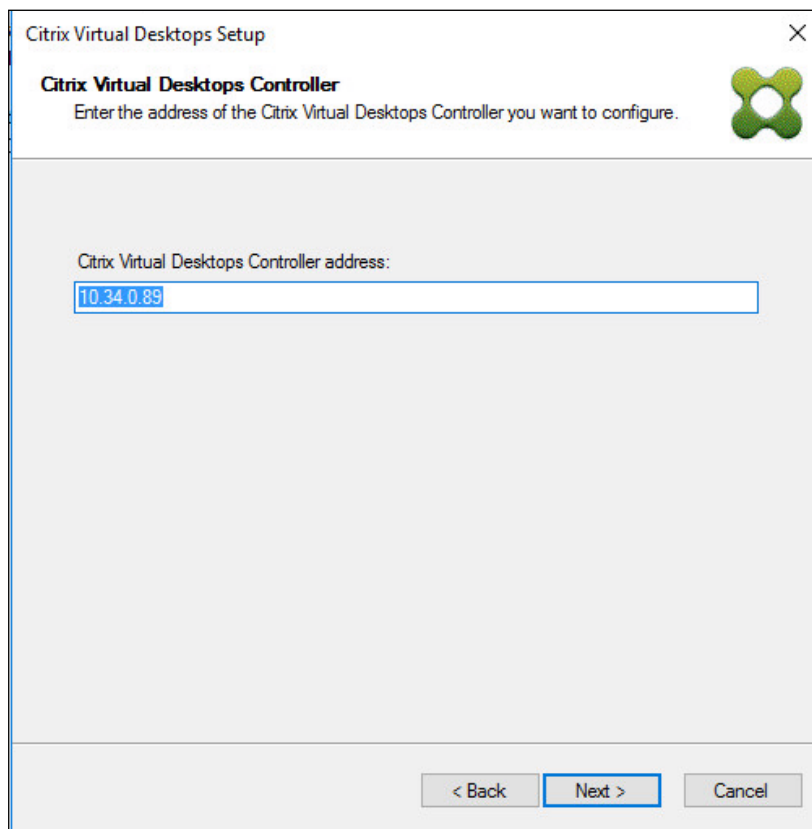 Citrix Virtual Desktops Setup
Citrix Virtual Desktops Controller
Enter the address of the Citrix Virtual Desktops Controller you want to configure.
Citrix Virtual Desktops Controller address:
10.34.0.89
< Back Next > Cancel